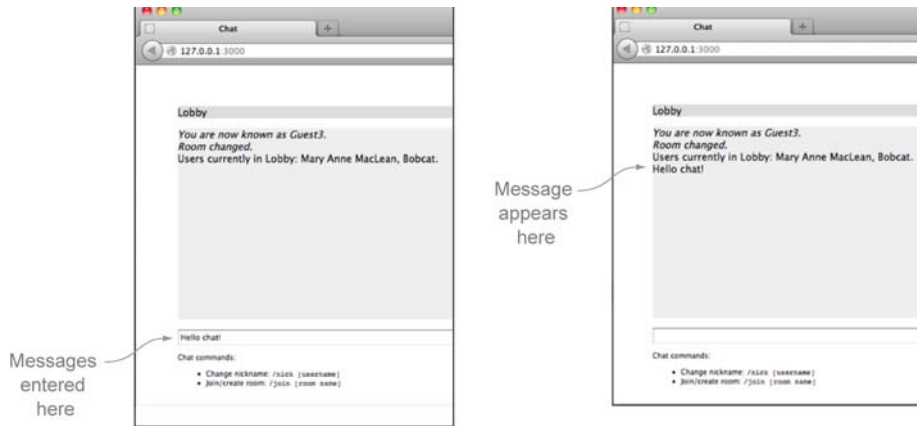 Chat
127.0.0.1:3000
Lobby
You are now known as Guest3.
Room changed.
Users currently in Lobby: Mary Anne MacLean, Bobcat.
Hello chat!
Chat commands:
Change nickname: /nick [username]
Join/create room: /join [room name]
Messages
entered
here
Chat
127.0.0.1:3000
Lobby
You are now known as Guest3.
Room changed.
Users currently in Lobby: Mary Anne MacLean, Bobcat.
Hello chat!
Message
appears
here
Chat commands:
Change nickname: /nick [username]
Join/create room: /join [room name]